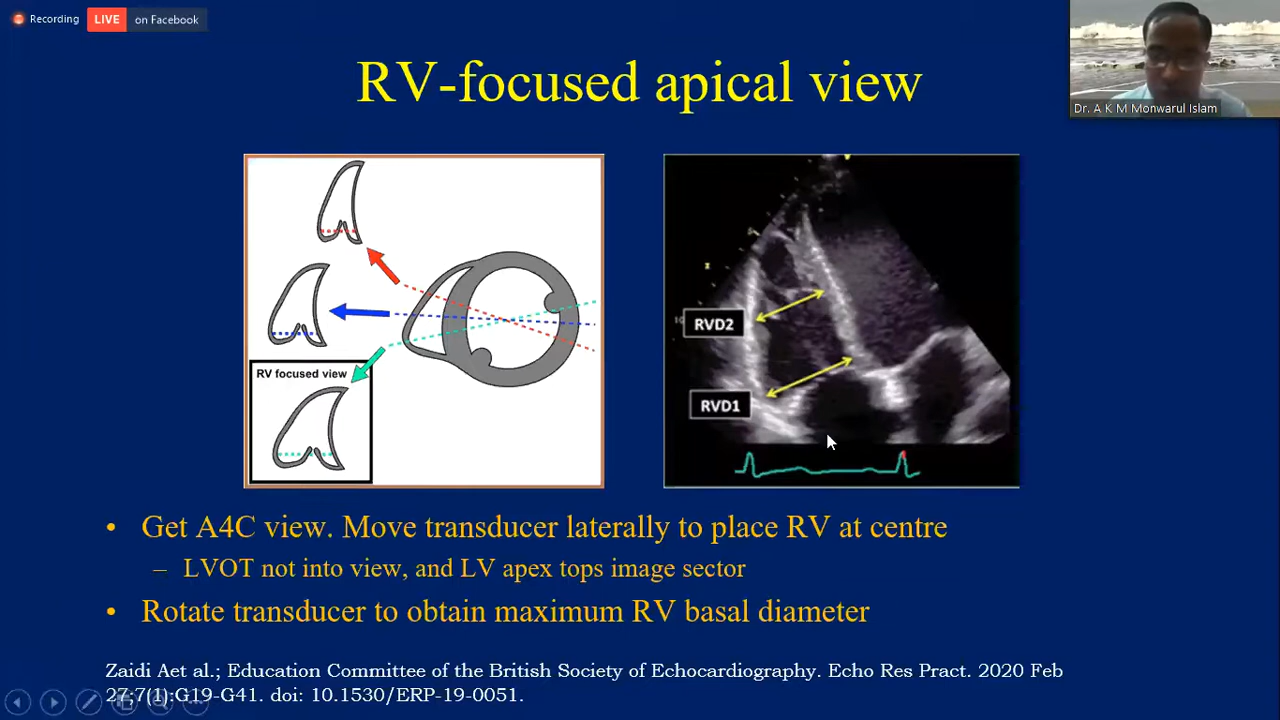 Recording LIVE on Facebook
RV-focused apical view
Dr. A K M Monwarul Islam
RV focused view
RVD2
RVD1
• Get A4C view. Move transducer laterally to place RV at centre
– LVOT not into view, and LV apex tops image sector
• Rotate transducer to obtain maximum RV basal diameter
Zaidi Aet al.; Education Committee of the British Society of Echocardiography. Echo Res Pract. 2020 Feb
27;7(1):G19-G41. doi: 10.1530/ERP-19-0051.